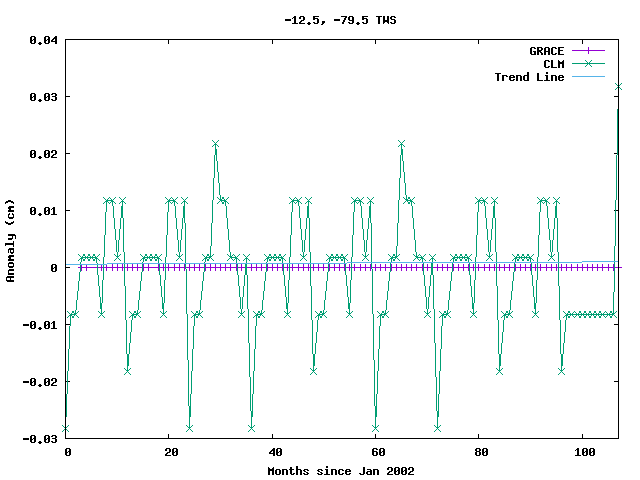 -12.5, -79.5 TWS
GRACE
CLM
Trend Line
0.04
0.03
0.02
0.01
0
-0.01
-0.02
-0.03
Anomaly (cm)
0 20 40 60 80 100
Months since Jan 2002